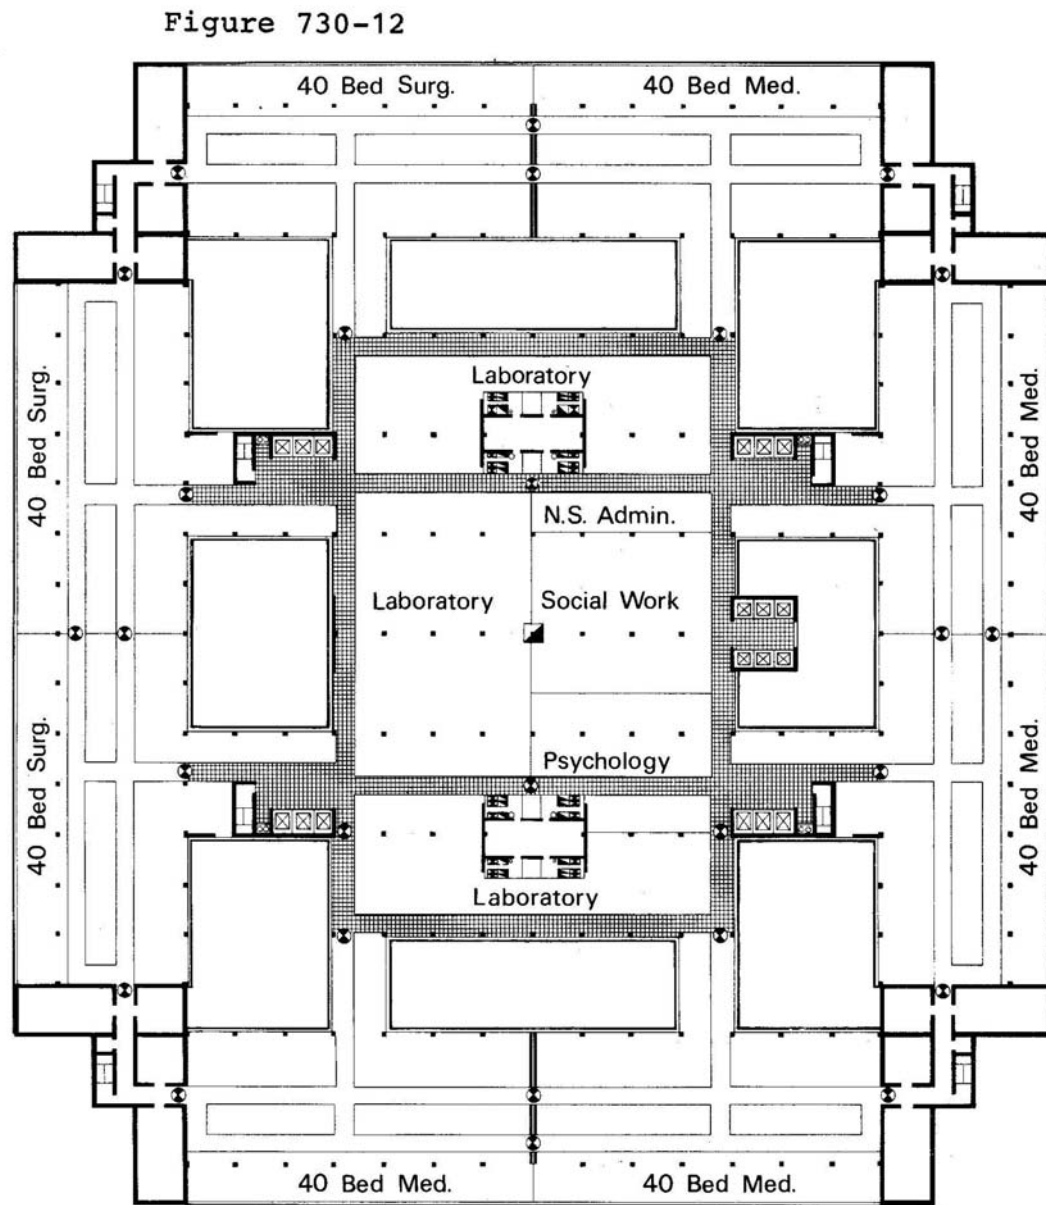 Figure 730-12
40 Bed Surg.
40 Bed Med.
Laboratory
40 Bed Surg.
40 Bed Med.
N.S. Admin.
Laboratory
Social Work
40 Bed Surg.
40 Bed Med.
Psychology
Laboratory
40 Bed Med.
40 Bed Med.